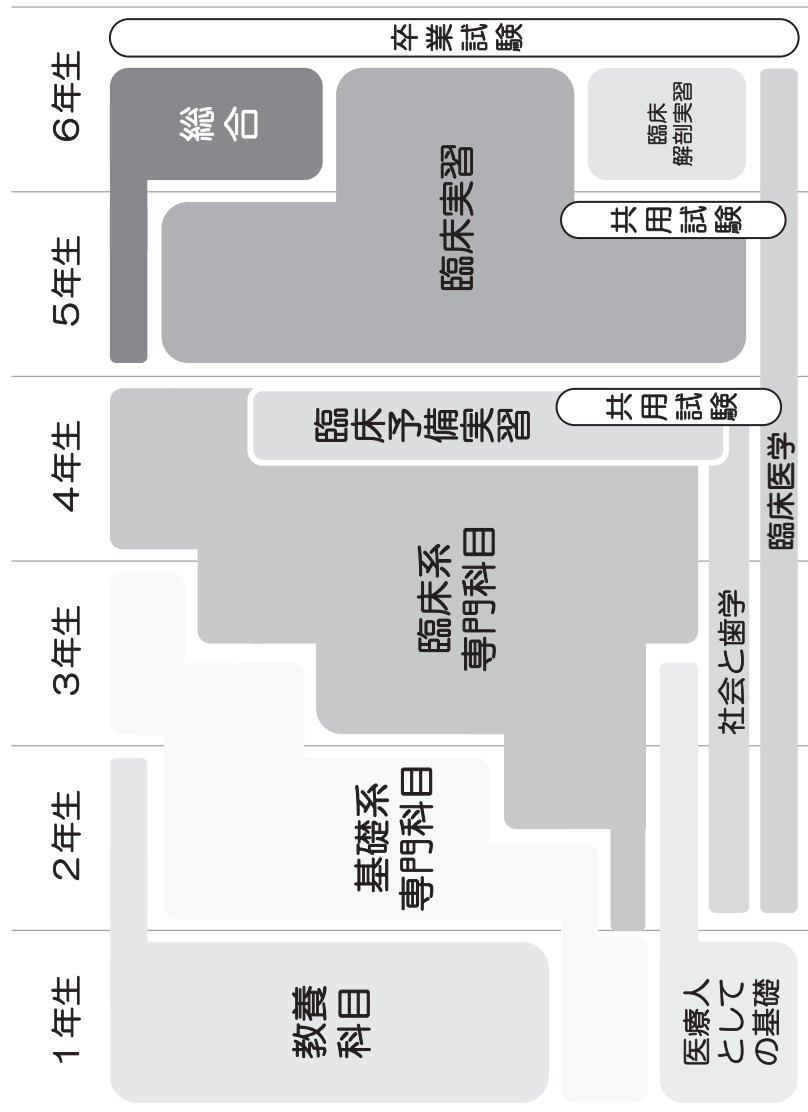 1年生
2年生
3年生
4年生
5年生
6年生
教養
科目
基礎系
専門科目
臨床系
専門科目
臨床予備実習
臨床実習
総合
臨床
解剖実習
共用試験
共用試験
卒業試験
医療人
として
の基礎
社会と歯学
臨床医学